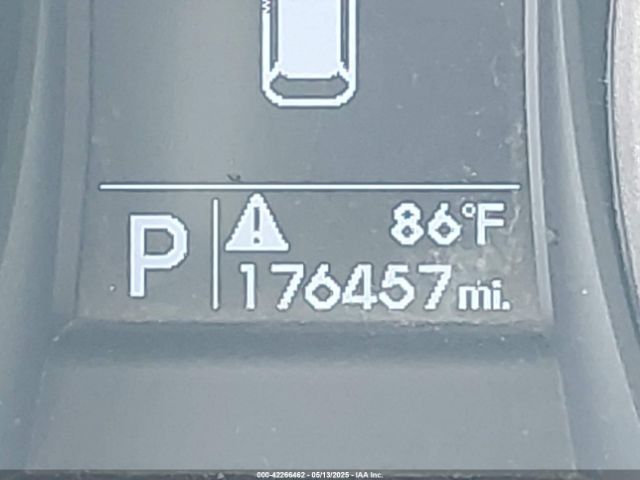 86°F
P
176457 mi.
000-42266462 - 05/13/2025 - IAA Inc.